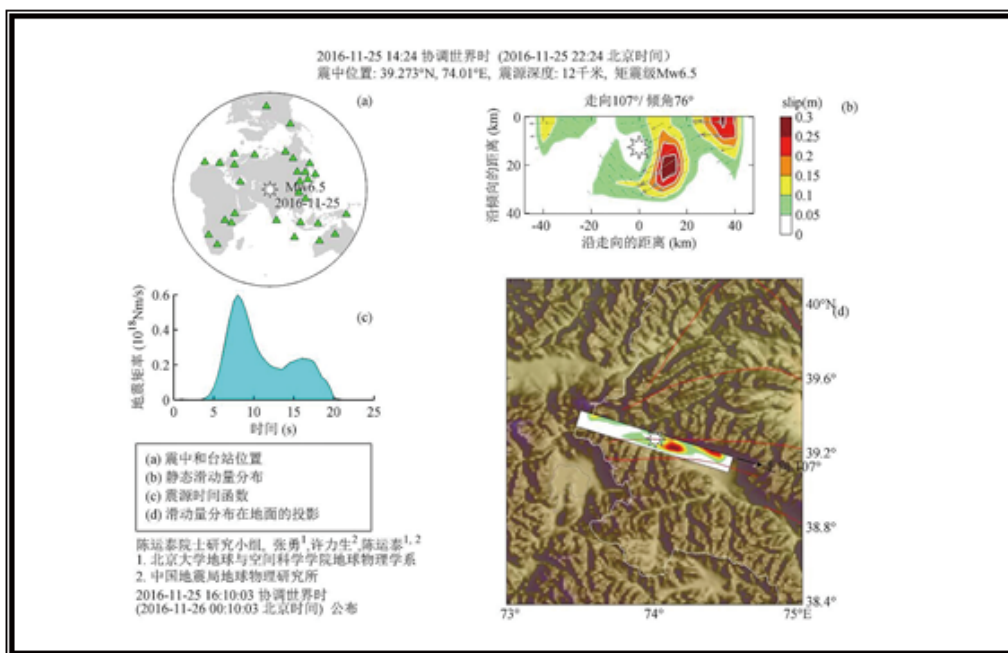 2016-11-25 14:24 协调世界时 (2016-11-25 22:24 北京时间)
震中位置: 39.273°N, 74.01°E, 震源深度: 12千米, 矩震级Mw6.5
(a)
Mw6.5
2016-11-25
走向107°/ 倾角76°
slip(m)
(b)
沿倾向的距离 (km)
0
20
40
-40 -20 0 20 40
沿走向的距离 (km)
0.3
0.25
0.2
0.15
0.1
0.05
0
地震矩率 (10¹⁸Nm/s)
0.6
0.4
0.2
0
0 5 10 15 20 25
时间 (s)
(c)
(d)
40°N
39.6°
39.2°
38.8°
38.4°
107°
73° 74° 75°E
(a) 震中和台站位置
(b) 静态滑动量分布
(c) 震源时间函数
(d) 滑动量分布在地面的投影
陈运泰院士研究小组, 张勇¹,许力生²,陈运泰¹,²
1. 北京大学地球与空间科学学院地球物理学系
2. 中国地震局地球物理研究所
2016-11-25 16:10:03 协调世界时
(2016-11-26 00:10:03 北京时间) 公布